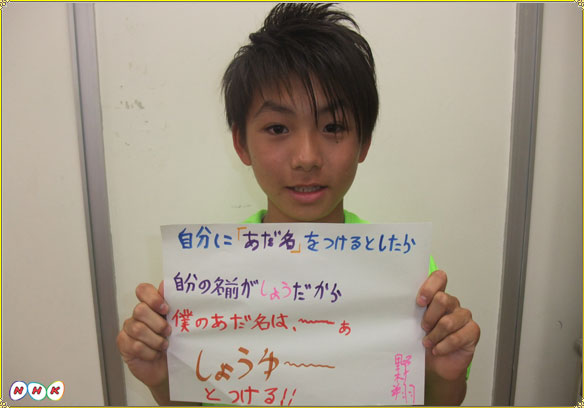 自分に「あだ名」をつけるとしたら
自分の名前がしょうだから
僕のあだ名は、〜〜ぁ
しょうゆ〜〜
とつける!!
野村
NHK